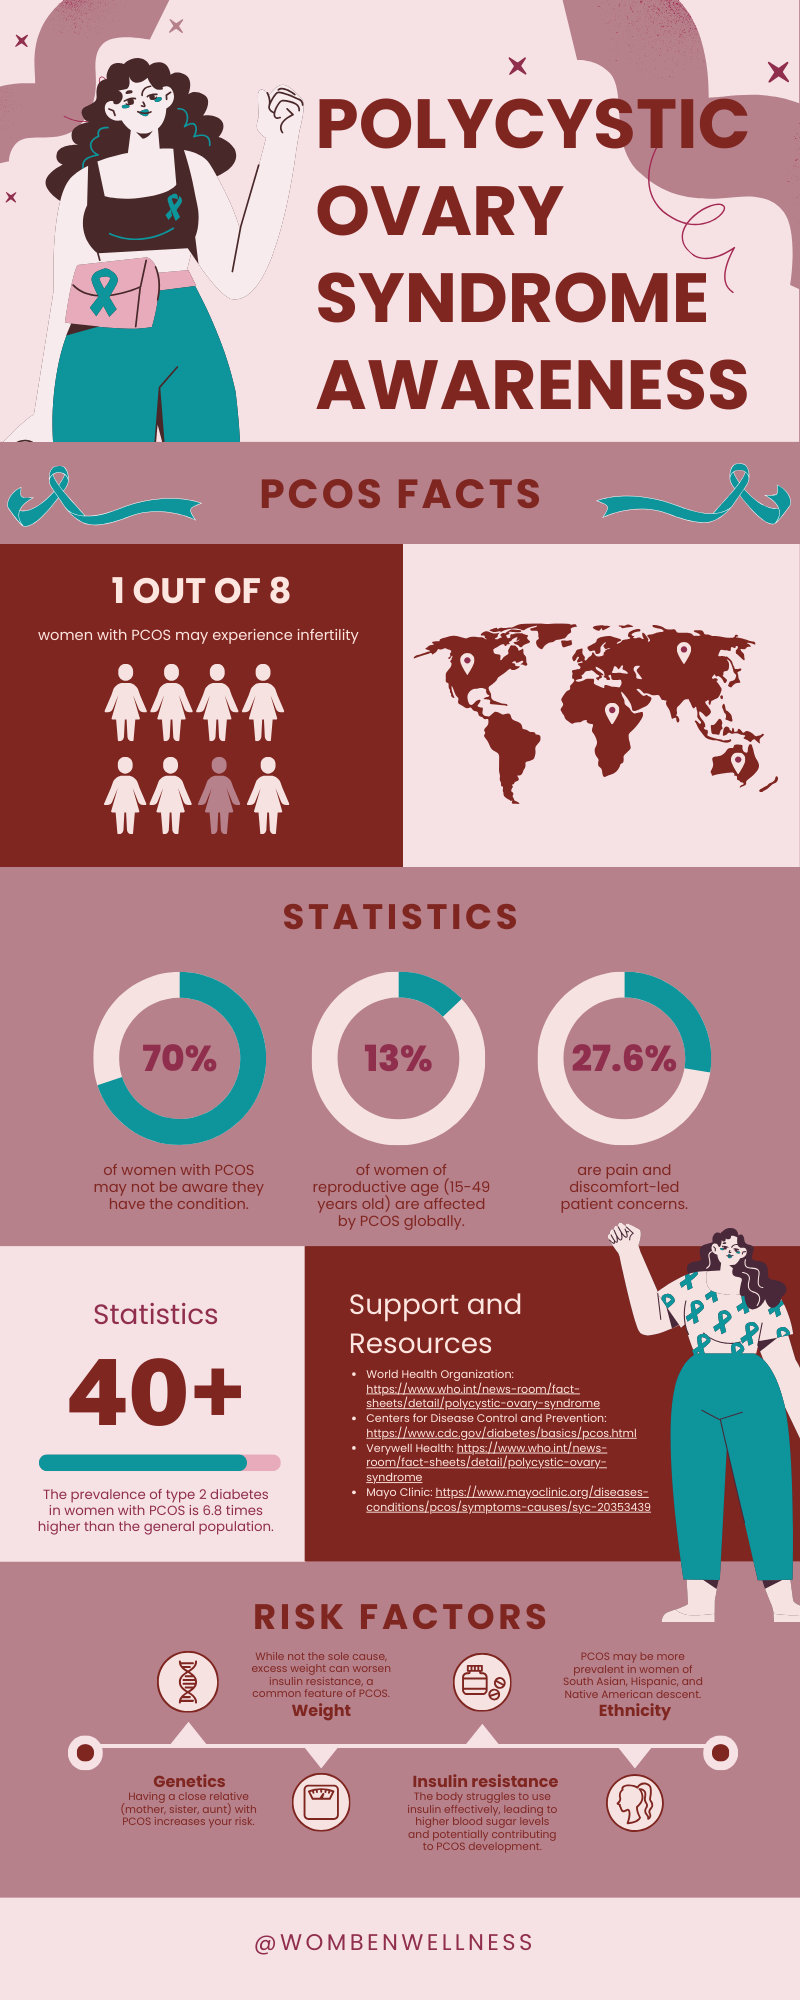 POLYCYSTIC
OVARY
SYNDROME
AWARENESS
PCOS FACTS
1 OUT OF 8
women with PCOS may experience infertility
STATISTICS
70%
of women with PCOS
may not be aware they
have the condition.
13%
of women of
reproductive age (15-49
years old) are affected
by PCOS globally.
27.6%
are pain and
discomfort-led
patient concerns.
Statistics
40+
The prevalence of type 2 diabetes
in women with PCOS is 6.8 times
higher than the general population.
Support and
Resources
• World Health Organization:
https://www.who.int/news-room/fact-
sheets/detail/polycystic-ovary-syndrome
• Centers for Disease Control and Prevention:
https://www.cdc.gov/diabetes/basics/pcos.html
• Verywell Health: https://www.who.int/news-
room/fact-sheets/detail/polycystic-ovary-
syndrome
• Mayo Clinic: https://www.mayoclinic.org/diseases-
conditions/pcos/symptoms-causes/syc-20353439
RISK FACTORS
While not the sole cause,
excess weight can worsen
insulin resistance, a
common feature of PCOS.
Weight
PCOS may be more
prevalent in women of
South Asian, Hispanic, and
Native American descent.
Ethnicity
Genetics
Having a close relative
(mother, sister, aunt) with
PCOS increases your risk.
Insulin resistance
The body struggles to use
insulin effectively, leading to
higher blood sugar levels
and potentially contributing
to PCOS development.
@WOMBENWELLNESS